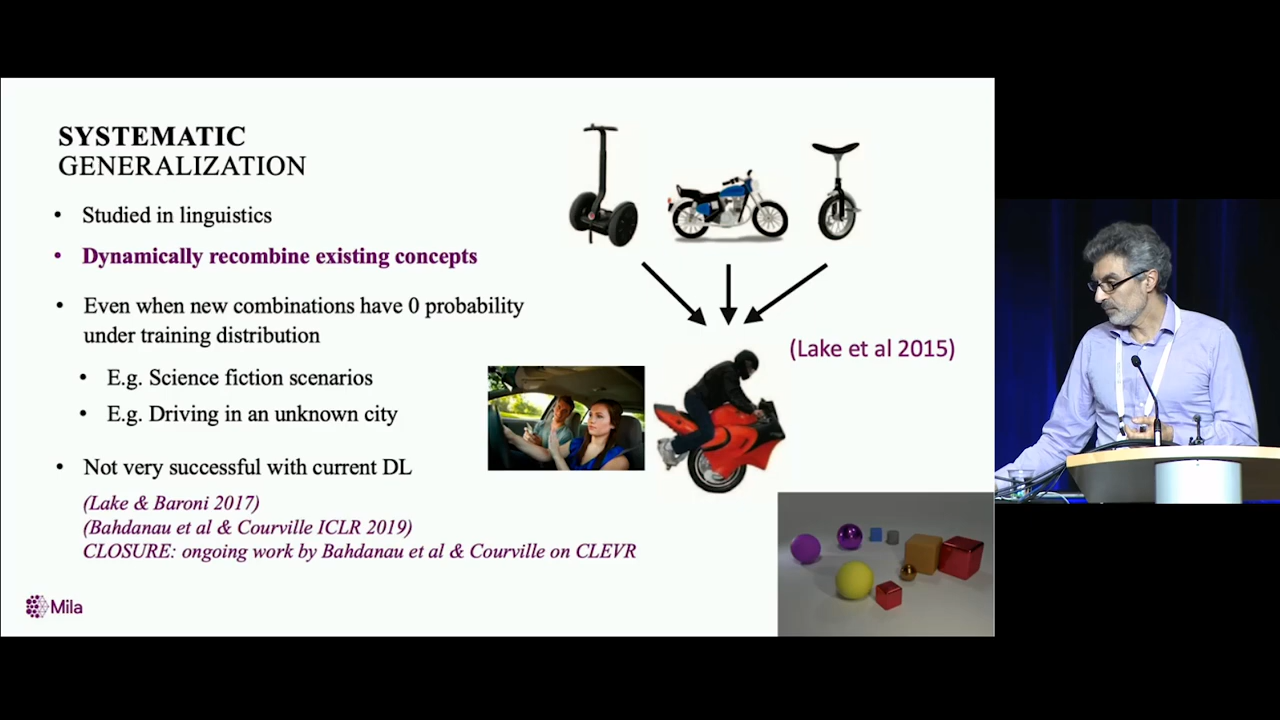 SYSTEMATIC
GENERALIZATION
• Studied in linguistics
• Dynamically recombine existing concepts
• Even when new combinations have 0 probability
under training distribution
• E.g. Science fiction scenarios
• E.g. Driving in an unknown city
• Not very successful with current DL
(Lake & Baroni 2017)
(Bahdanau et al & Courville ICLR 2019)
CLOSURE: ongoing work by Bahdanau et al & Courville on CLEVR
(Lake et al 2015)
Mila